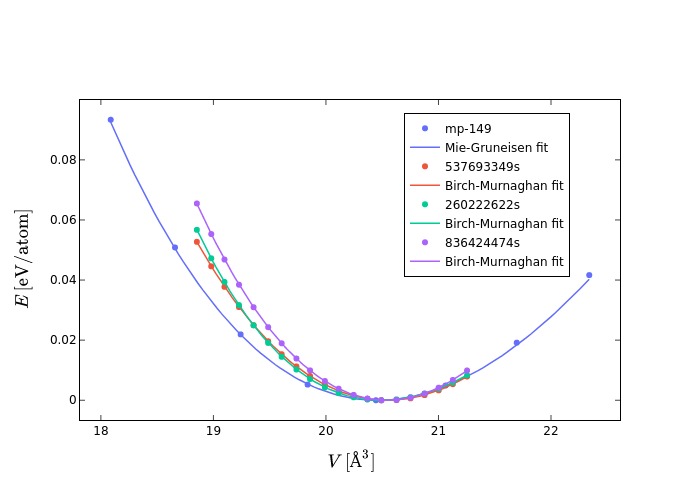 mp-149
Mie-Gruneisen fit
537693349s
Birch-Murnaghan fit
260222622s
Birch-Murnaghan fit
836424474s
Birch-Murnaghan fit
0.08
0.06
0.04
0.02
0
E [eV/atom]
18 19 20 21 22
V [Å³]